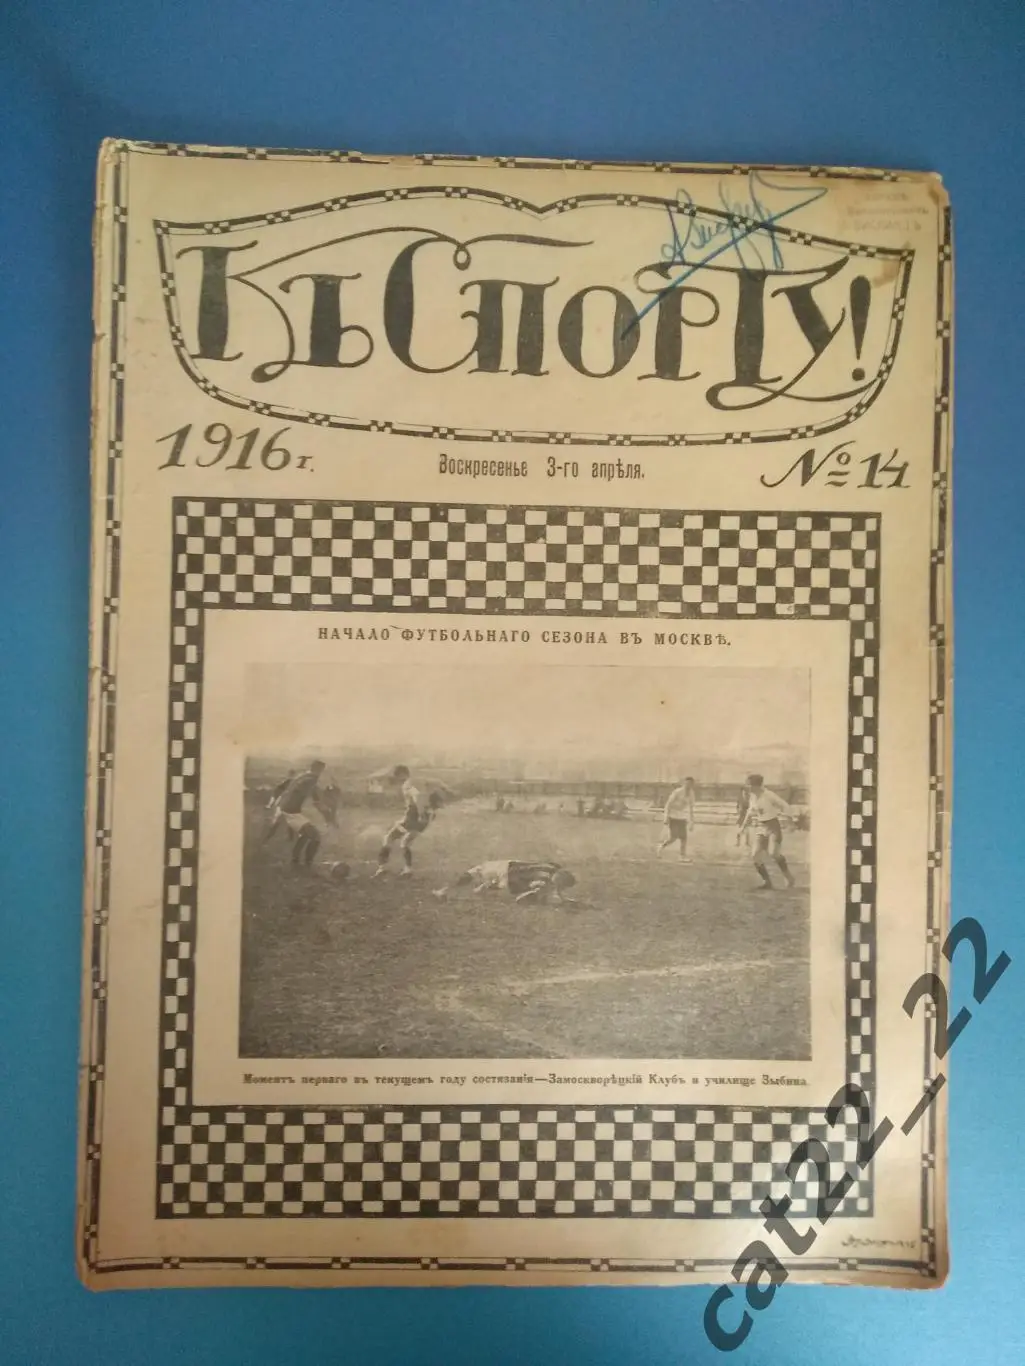 Къ Спорту!
1916 г.
Воскресенье 3-го апрѣля.
№ 14
НАЧАЛО ФУТБОЛЬНАГО СЕЗОНА ВЪ МОСКВѢ.
Моментъ перваго въ текущемъ году состязанія—Замоскворѣцкій Клубъ и училище Зыбина
cat22_22